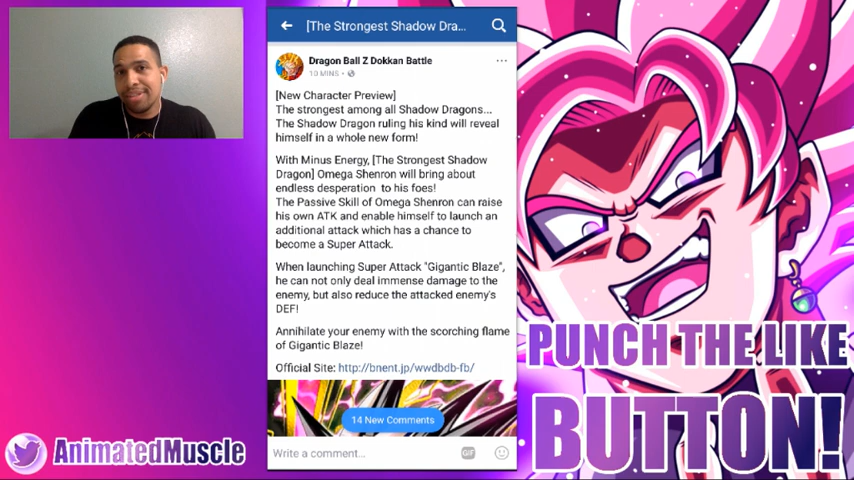 [The Strongest Shadow Dra...
Dragon Ball Z Dokkan Battle
10 MINS •
[New Character Preview]
The strongest among all Shadow Dragons...
The Shadow Dragon ruling his kind will reveal
himself in a whole new form!
With Minus Energy, [The Strongest Shadow
Dragon] Omega Shenron will bring about
endless desperation to his foes!
The Passive Skill of Omega Shenron can raise
his own ATK and enable himself to launch an
additional attack which has a chance to
become a Super Attack.
When launching Super Attack "Gigantic Blaze",
he can not only deal immense damage to the
enemy, but also reduce the attacked enemy's
DEF!
Annihilate your enemy with the scorching flame
of Gigantic Blaze!
Official Site: http://bnent.jp/wwdbdb-fb/
14 New Comments
Write a comment...
GIF
AnimatedMuscle
PUNCH THE LIKE
BUTTON!